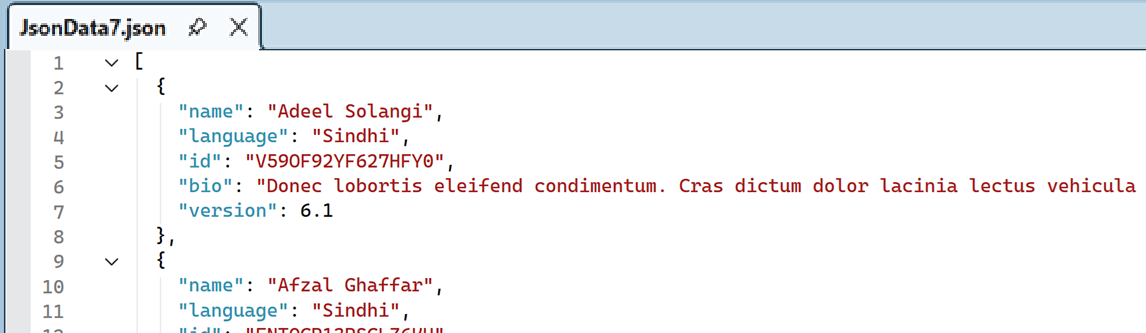 JsonData7.json
1 [
2 {
3 "name": "Adeel Solangi",
4 "language": "Sindhi",
5 "id": "V59OF92YF627HFY0",
6 "bio": "Donec lobortis eleifend condimentum. Cras dictum dolor lacinia lectus vehicula
7 "version": 6.1
8 },
9 {
10 "name": "Afzal Ghaffar",
11 "language": "Sindhi",
12 "id":